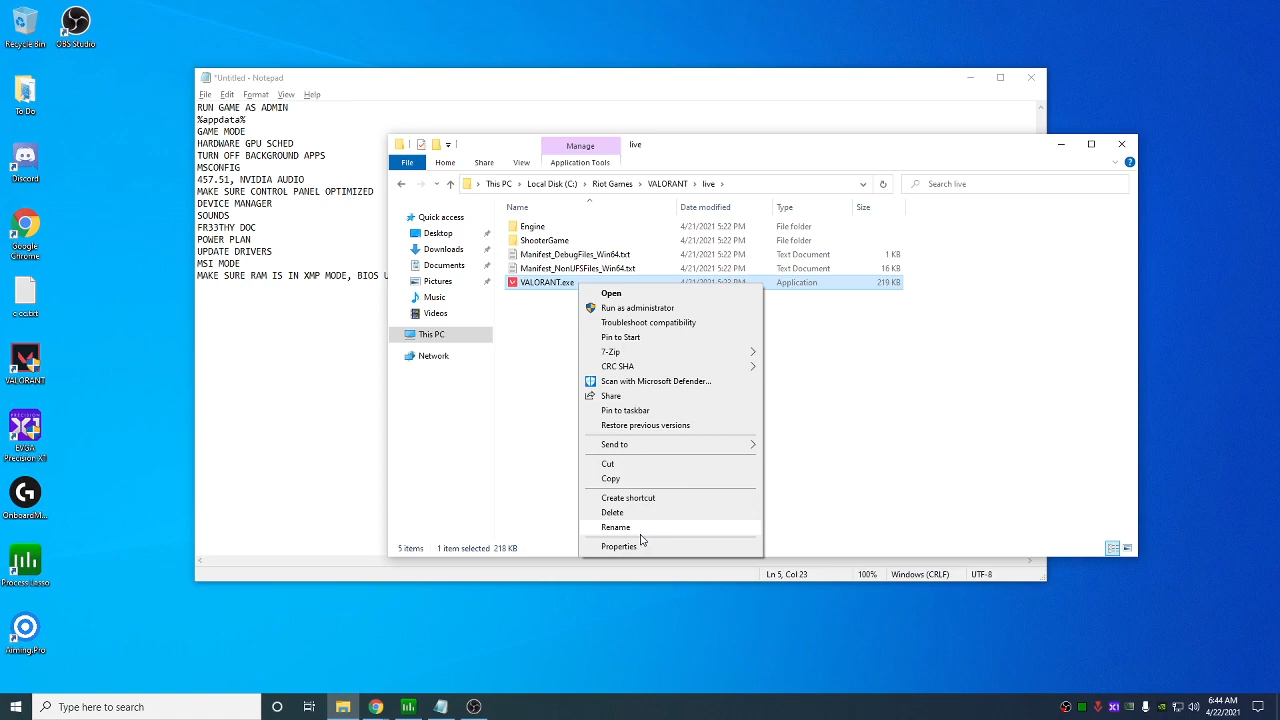 Recycle Bin
OBS Studio
To Do
Discord
Google
Chrome
VALORANT
EVGA
Precision X1
OnboardM...
Process Lasso
Aiming.Pro
*Untitled - Notepad
File Edit Format View Help
RUN GAME AS ADMIN
%appdata%
GAME MODE
HARDWARE GPU SCHED
TURN OFF BACKGROUND APPS
MSCONFIG
457.51, NVIDIA AUDIO
MAKE SURE CONTROL PANEL OPTIMIZED
DEVICE MANAGER
SOUNDS
FR33THY DOC
POWER PLAN
UPDATE DRIVERS
MSI MODE
MAKE SURE RAM IS IN XMP MODE, BIOS U
Ln 5, Col 23 100% Windows (CRLF) UTF-8
Manage live
File Home Share View Application Tools
This PC Local Disk (C:) Riot Games VALORANT live
Search live
Quick access
Desktop
Downloads
Documents
Pictures
Music
Videos
This PC
Network
Name Date modified Type Size
Engine 4/21/2021 5:22 PM File folder
ShooterGame 4/21/2021 5:22 PM File folder
Manifest_DebugFiles_Win64.txt 4/21/2021 5:22 PM Text Document 1 KB
Manifest_NonUFSFiles_Win64.txt 4/21/2021 5:22 PM Text Document 16 KB
VALORANT.exe 4/21/2021 5:23 PM Application 219 KB
Open
Run as administrator
Troubleshoot compatibility
Pin to Start
7-Zip
CRC SHA
Scan with Microsoft Defender...
Share
Pin to taskbar
Restore previous versions
Send to
Cut
Copy
Create shortcut
Delete
Rename
Properties
5 items 1 item selected 218 KB
Type here to search
6:44 AM
4/22/2021